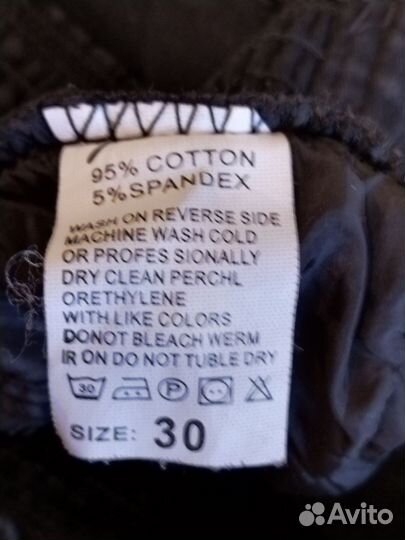 95% COTTON
5%SPANDEX
WASH ON REVERSE SIDE
MACHINE WASH COLD
OR PROFES SIONALLY
DRY CLEAN PERCHL
ORETHYLENE
WITH LIKE COLORS
DONOT BLEACH WERM
IR ON DO NOT TUBLE DRY
30 P
SIZE: 30
Avito